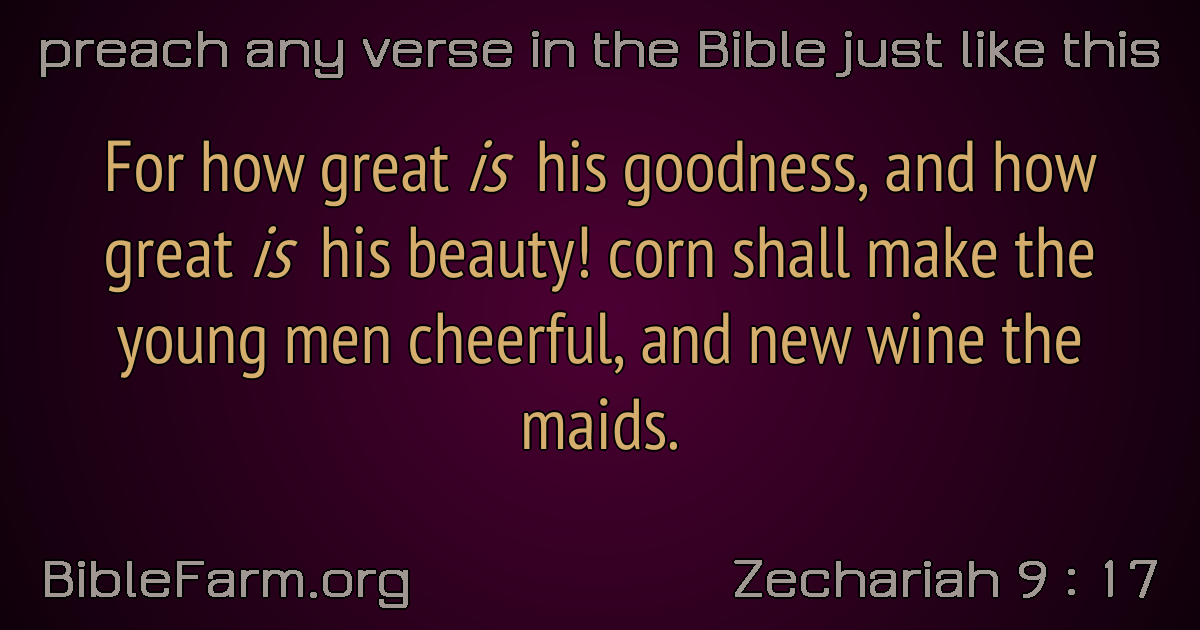 preach any verse in the Bible just like this
For how great is his goodness, and how
great is his beauty! corn shall make the
young men cheerful, and new wine the
maids.
BibleFarm.org
Zechariah 9 : 17